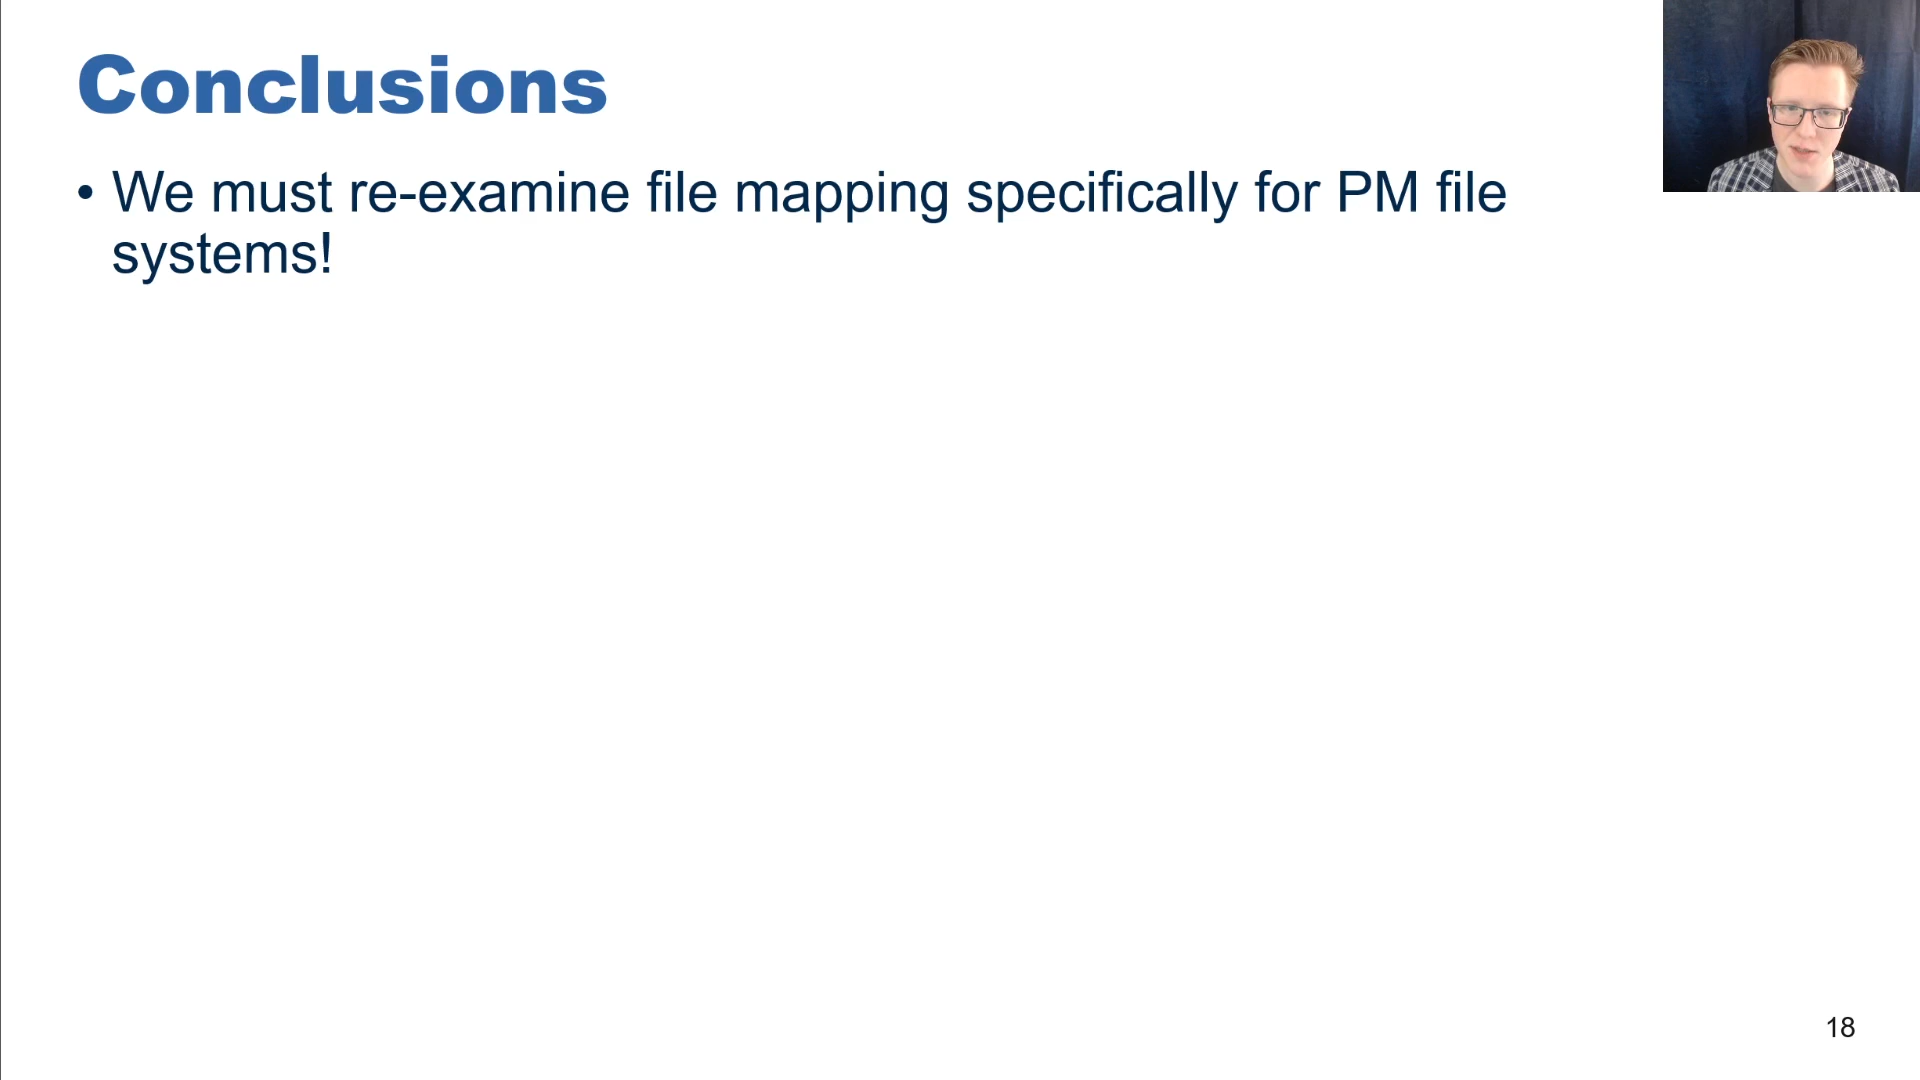 Conclusions
• We must re-examine file mapping specifically for PM file
systems!
18